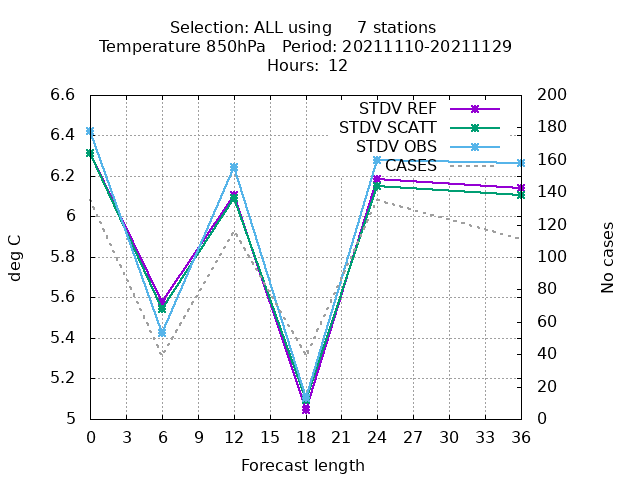 Selection: ALL using 7 stations
Temperature 850hPa Period: 20211110-20211129
Hours: 12
6.6
6.4
6.2
6
5.8
5.6
5.4
5.2
5
deg C
STDV REF
STDV SCATT
STDV OBS
CASES
200
180
160
140
120
100
80
60
40
20
0
No cases
0 3 6 9 12 15 18 21 24 27 30 33 36
Forecast length